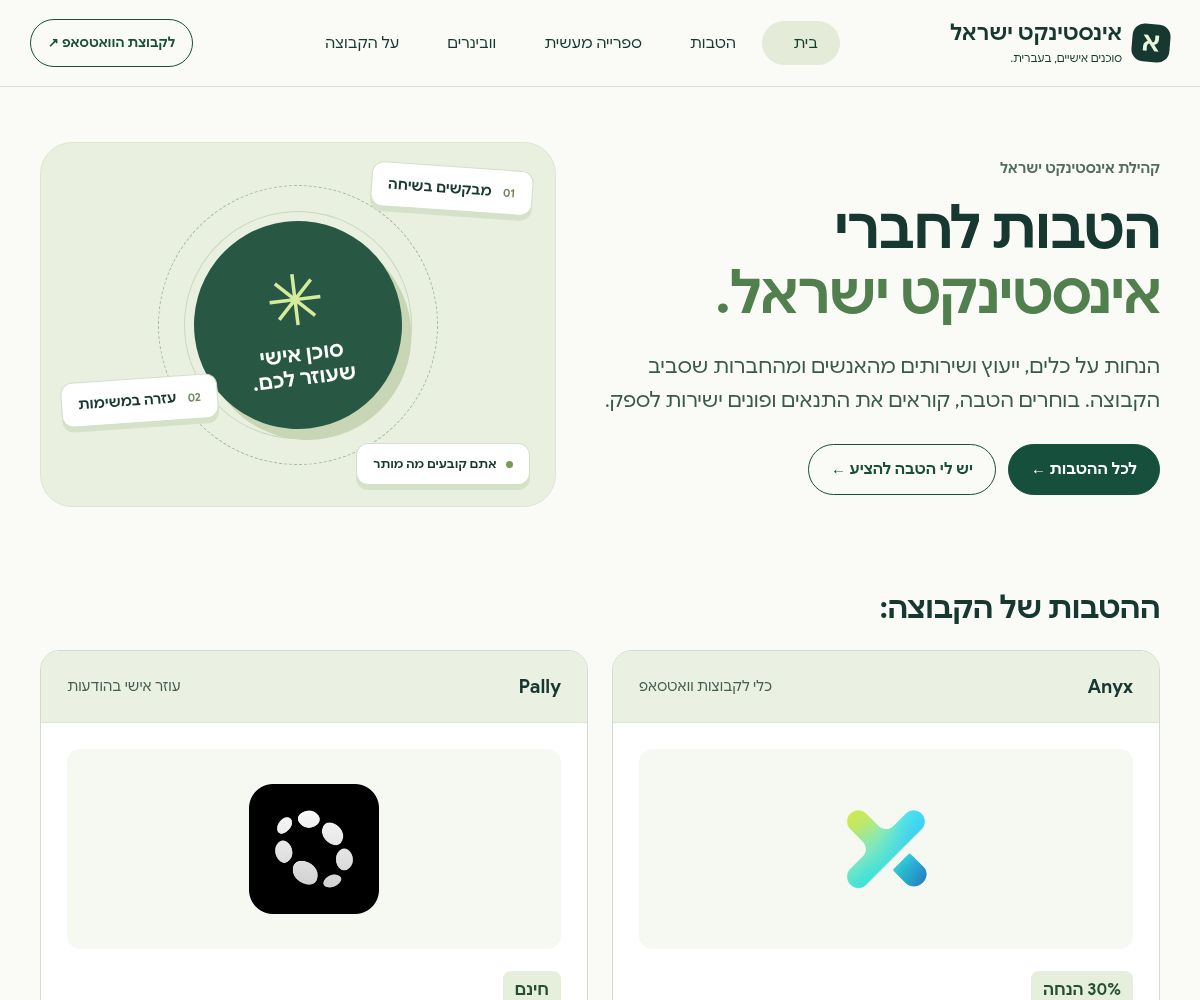 א
אינסטינקט ישראל
סוכנים אישיים, בעברית.
בית
הטבות
ספרייה מעשית
וובינרים
על הקבוצה
לקבוצת הוואטסאפ ↗
קהילת אינסטינקט ישראל
הטבות לחברי
אינסטינקט ישראל.
הנחות על כלים, ייעוץ ושירותים מהאנשים ומהחברות שסביב
הקבוצה. בוחרים הטבה, קוראים את התנאים ופונים ישירות לספק.
לכל ההטבות ←
יש לי הטבה להציע ←
01 מבקשים בשיחה
סוכן אישי
שעוזר לכם.
02 עזרה במשימות
אתם קובעים מה מותר
ההטבות של הקבוצה:
Anyx
כלי לקבוצות וואטסאפ
30% הנחה
Pally
עוזר אישי בהודעות
חינם